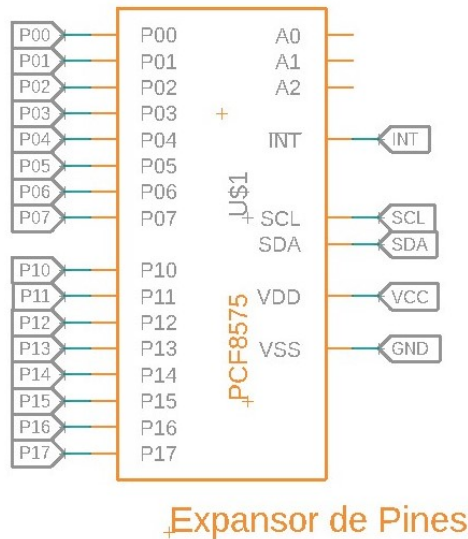 P00 P00 A0
P01 P01 A1
P02 P02 A2
P03 P03
P04 P04 INT INT
P05 P05
P06 P06
P07 P07 SCL SCL
SDA SDA
P10 P10
P11 P11 VDD VCC
P12 P12
P13 P13 VSS GND
P14 P14
P15 P15
P16 P16
P17 P17
U$1
PCF8575
Expansor de Pines